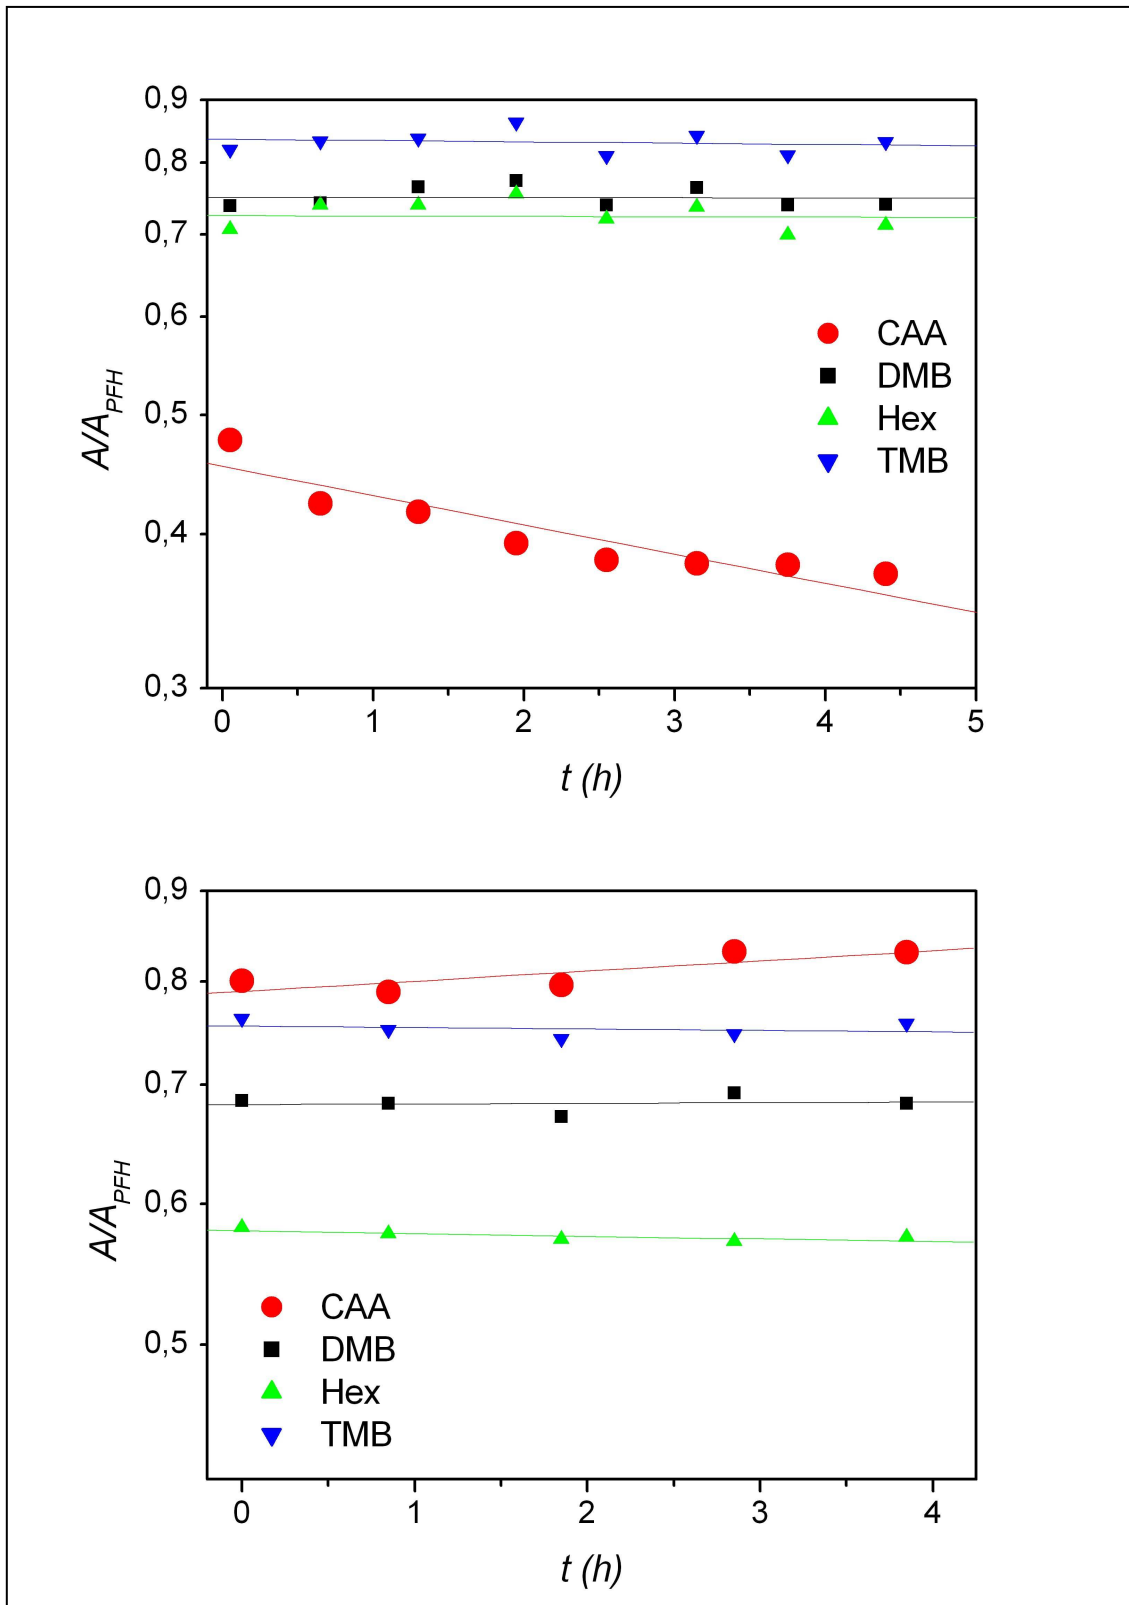 0,9
0,8
0,7
0,6
0,5
0,4
0,3
A/A_PFH
CAA
DMB
Hex
TMB
0 1 2 3 4 5
t (h)
0,9
0,8
0,7
0,6
0,5
A/A_PFH
CAA
DMB
Hex
TMB
0 1 2 3 4
t (h)